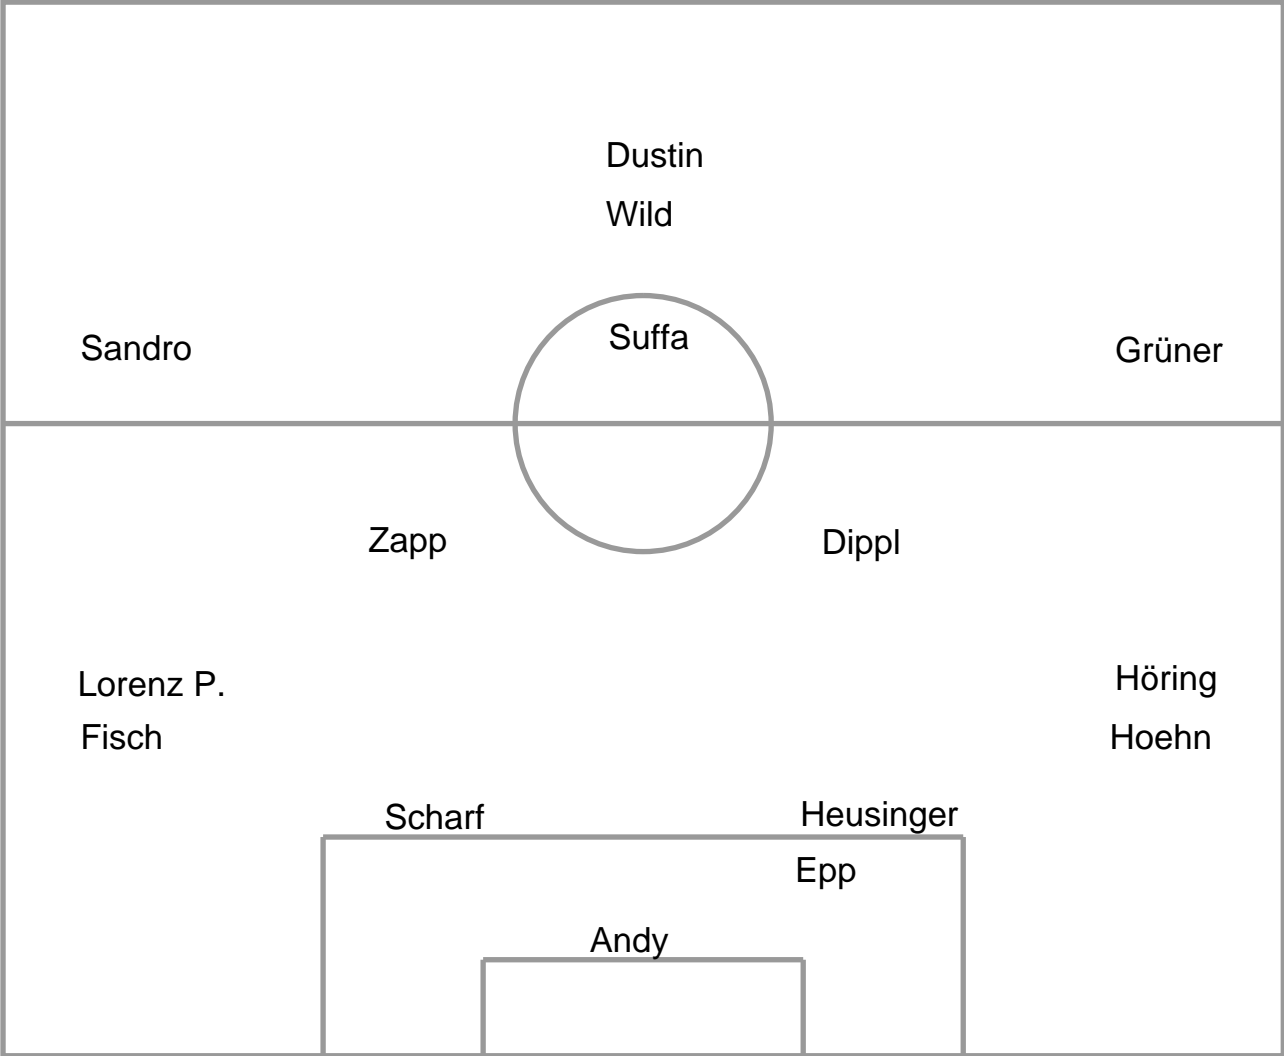 Dustin
Wild
Suffa
Sandro
Grüner
Zapp
Dippl
Lorenz P.
Höring
Fisch
Hoehn
Scharf
Heusinger
Epp
Andy